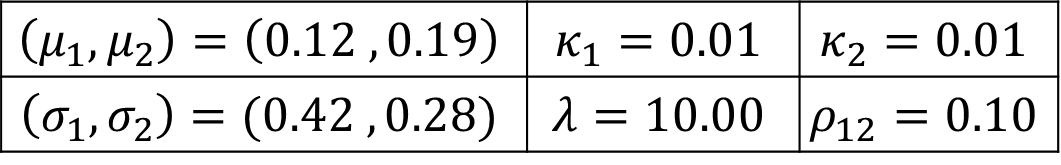 (μ₁, μ₂) = (0.12 , 0.19) κ₁ = 0.01 κ₂ = 0.01
(σ₁, σ₂) = (0.42 , 0.28) λ = 10.00 ρ₁₂ = 0.10